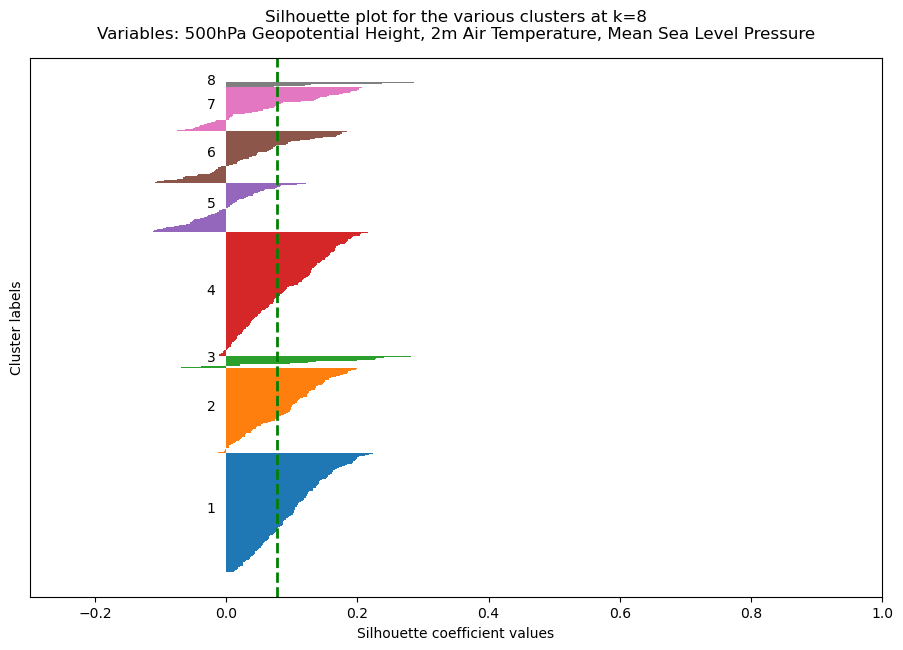 Silhouette plot for the various clusters at k=8
Variables: 500hPa Geopotential Height, 2m Air Temperature, Mean Sea Level Pressure
Cluster labels
8
7
6
5
4
3
2
1
−0.2 0.0 0.2 0.4 0.6 0.8 1.0
Silhouette coefficient values